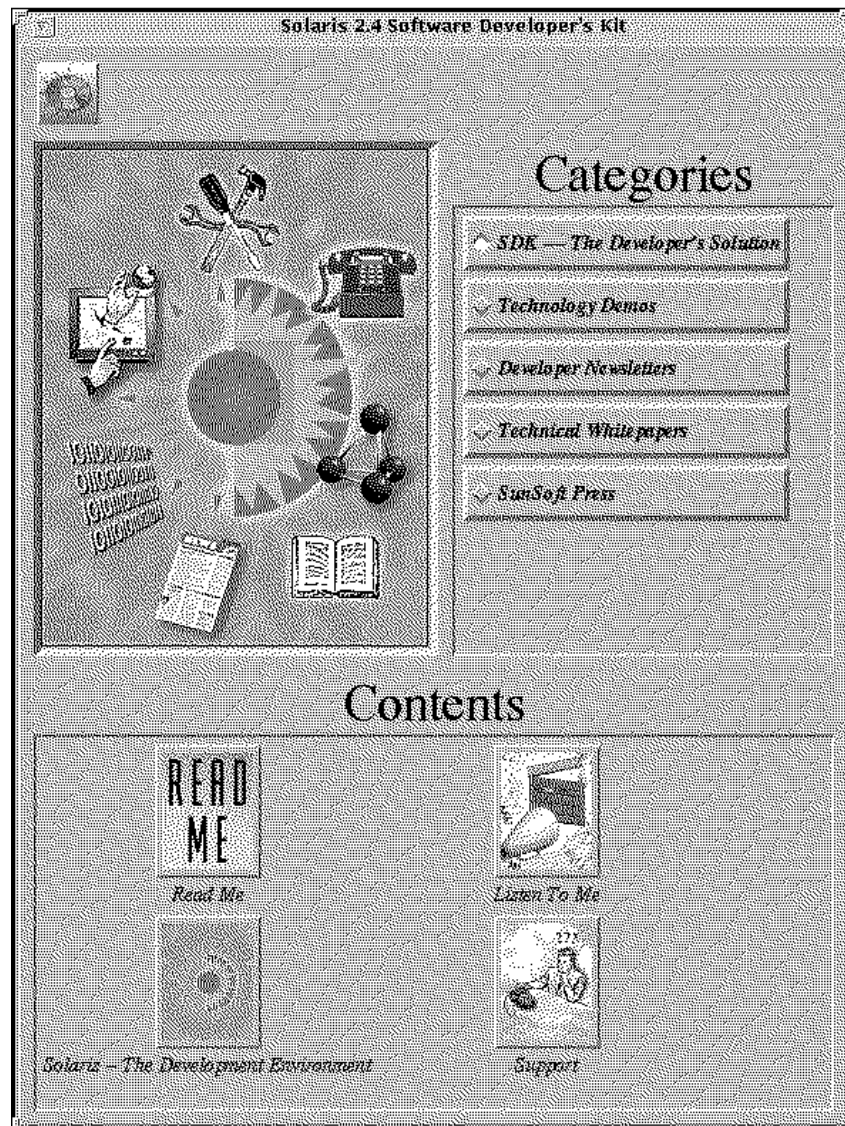 Solaris 2.4 Software Developer's Kit
Categories
SDK — The Developer's Solution
Technology Demos
Developer Newsletters
Technical Whitepapers
SunSoft Press
Contents
READ
ME
Read Me
Listen To Me
???
Solaris – The Development Environment
Support